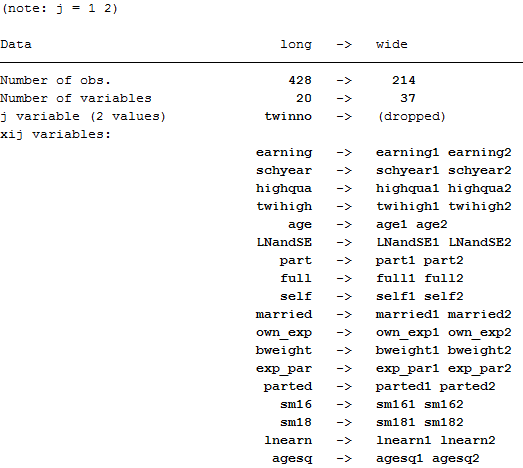 (note: j = 1 2)
Data long -> wide
Number of obs. 428 -> 214
Number of variables 20 -> 37
j variable (2 values) twinno -> (dropped)
xij variables:
earning -> earning1 earning2
schyear -> schyear1 schyear2
highqua -> highqua1 highqua2
twihigh -> twihigh1 twihigh2
age -> age1 age2
LNandSE -> LNandSE1 LNandSE2
part -> part1 part2
full -> full1 full2
self -> self1 self2
married -> married1 married2
own_exp -> own_exp1 own_exp2
bweight -> bweight1 bweight2
exp_par -> exp_par1 exp_par2
parted -> parted1 parted2
sm16 -> sm161 sm162
sm18 -> sm181 sm182
lnearn -> lnearn1 lnearn2
agesq -> agesq1 agesq2